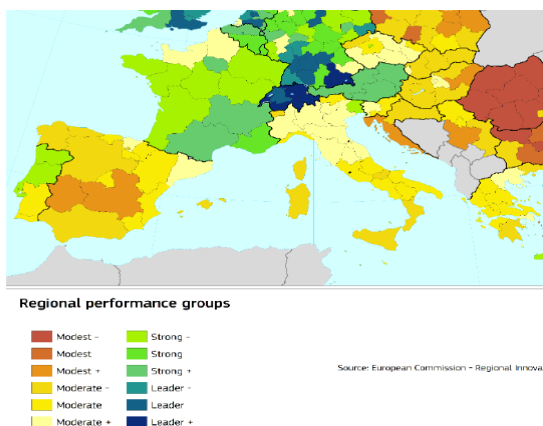 Regional performance groups
Modest -
Modest
Modest +
Moderate -
Moderate
Moderate +
Strong -
Strong
Strong +
Leader -
Leader
Leader +
Source: European Commission - Regional Innova